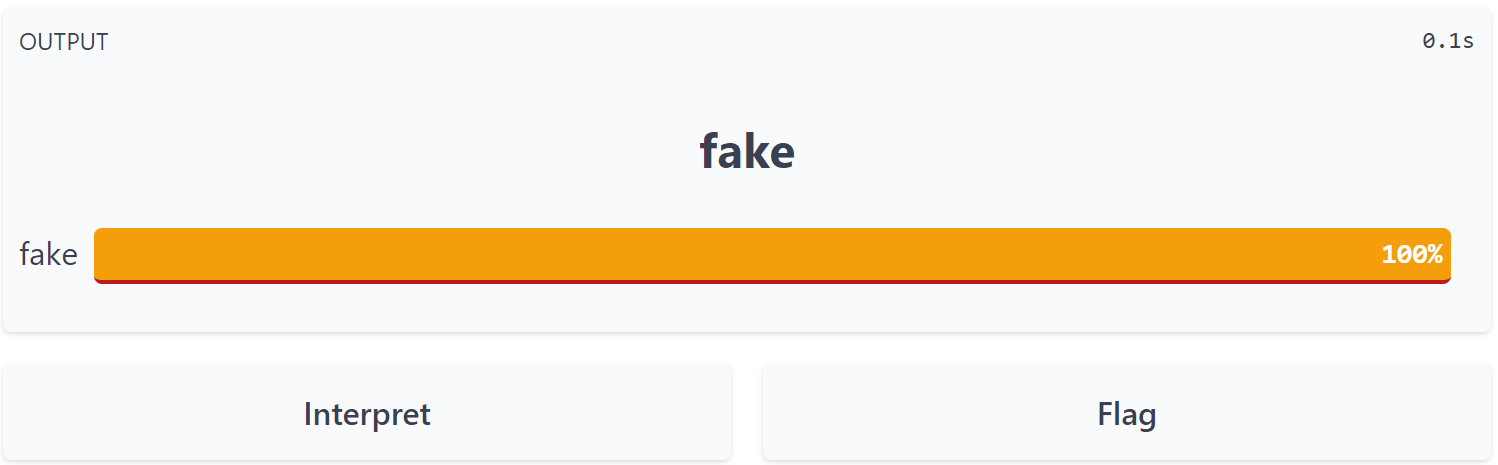 OUTPUT 0.1s
fake
fake 100%
Interpret Flag